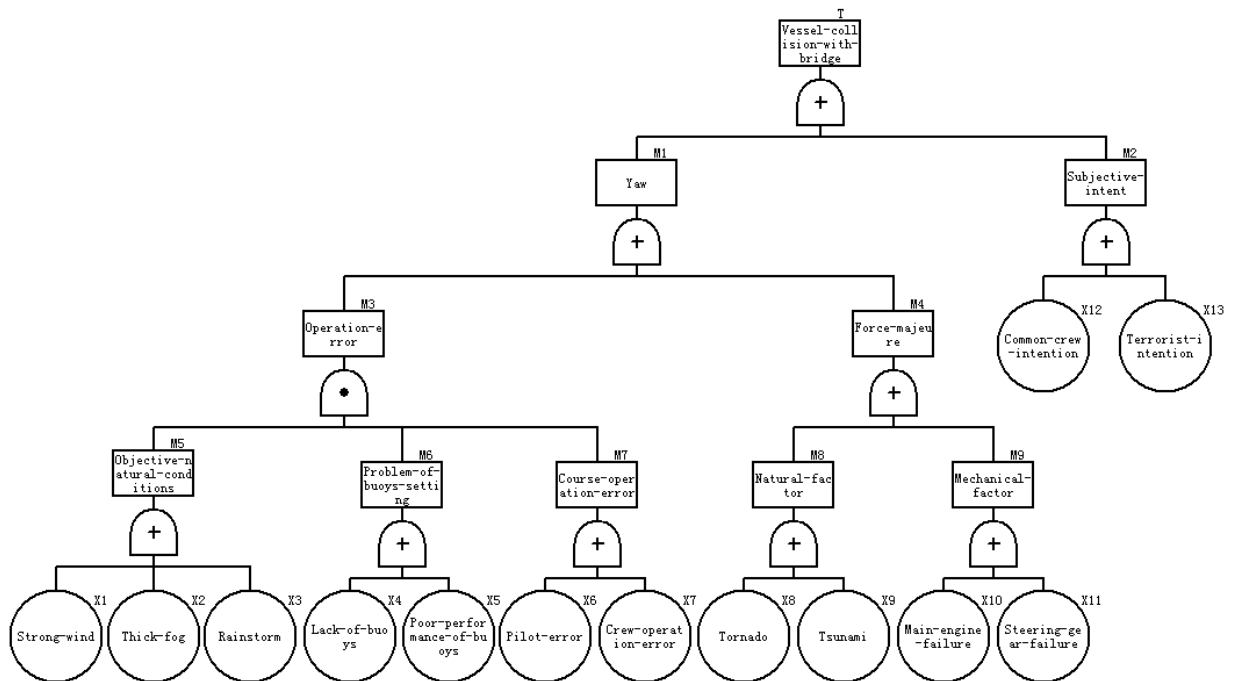 T
Vessel-coll
ision-with-
bridge
+
M1
Yaw
M2
Subjective-
intent
+
+
M3
Operation-e
rror
M4
Force-majeu
re
X12
Common-crew
-intention
X13
Terrorist-i
ntention
+
M5
Objective-n
atural-cond
itions
M6
Problem-of-
buoys-setti
ng
M7
Course-oper
ation-error
M8
Natural-fac
tor
M9
Mechanical-
factor
+
+
+
+
+
X1
Strong-wind
X2
Thick-fog
X3
Rainstorm
X4
Lack-of-buo
ys
X5
Poor-perfor
mance-of-bu
oys
X6
Pilot-error
X7
Crew-operat
ion-error
X8
Tornado
X9
Tsunami
X10
Main-engine
-failure
X11
Steering-ge
ar-failure